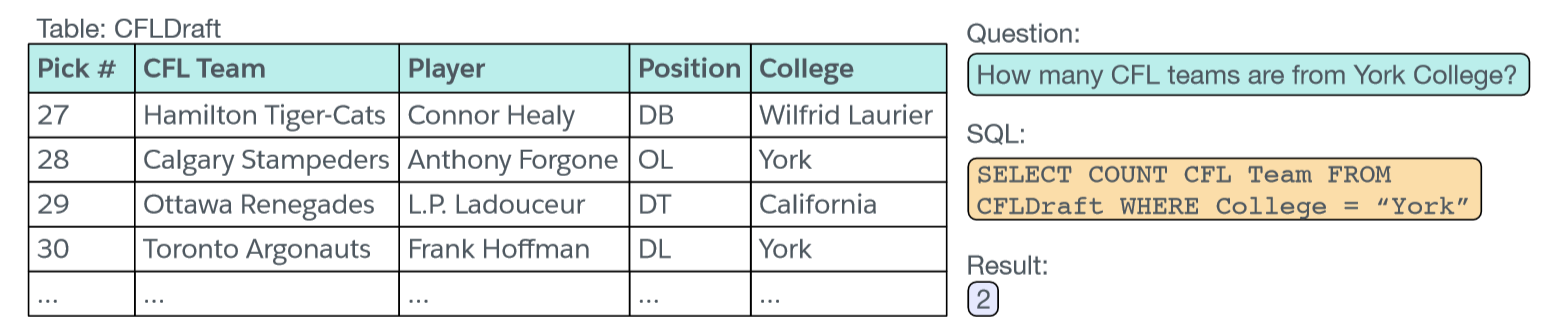 Table: CFLDraft
Pick # CFL Team Player Position College
27 Hamilton Tiger-Cats Connor Healy DB Wilfrid Laurier
28 Calgary Stampeders Anthony Forgone OL York
29 Ottawa Renegades L.P. Ladouceur DT California
30 Toronto Argonauts Frank Hoffman DL York
... ... ... ... ...
Question:
How many CFL teams are from York College?
SQL:
SELECT COUNT CFL Team FROM
CFLDraft WHERE College = “York”
Result:
2